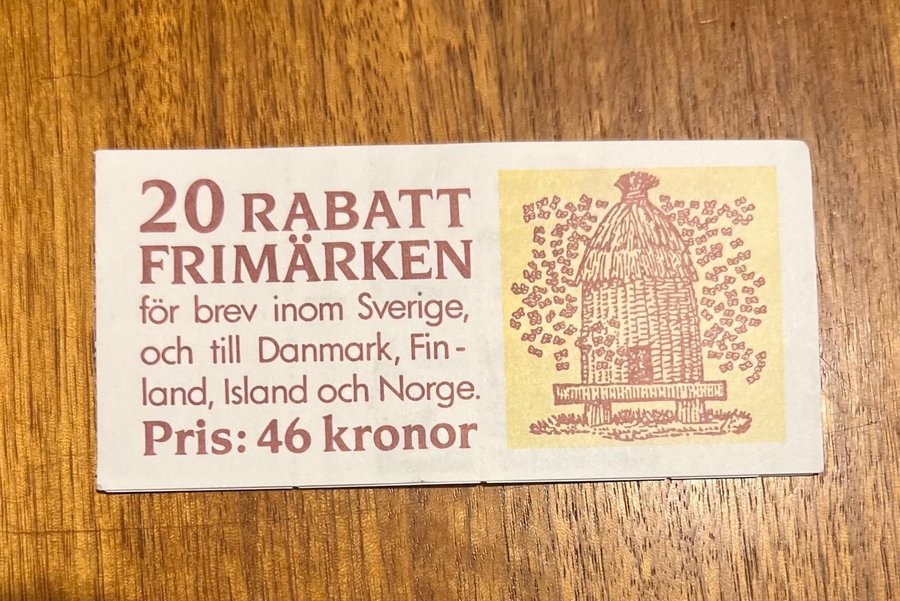 20 RABATT
FRIMÄRKEN
för brev inom Sverige,
och till Danmark, Fin-
land, Island och Norge.
Pris: 46 kronor